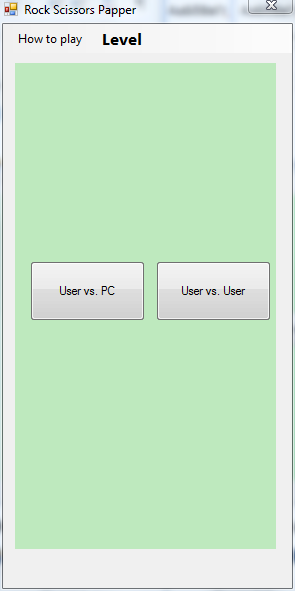 Rock Scissors Papper
How to play Level
User vs. PC User vs. User